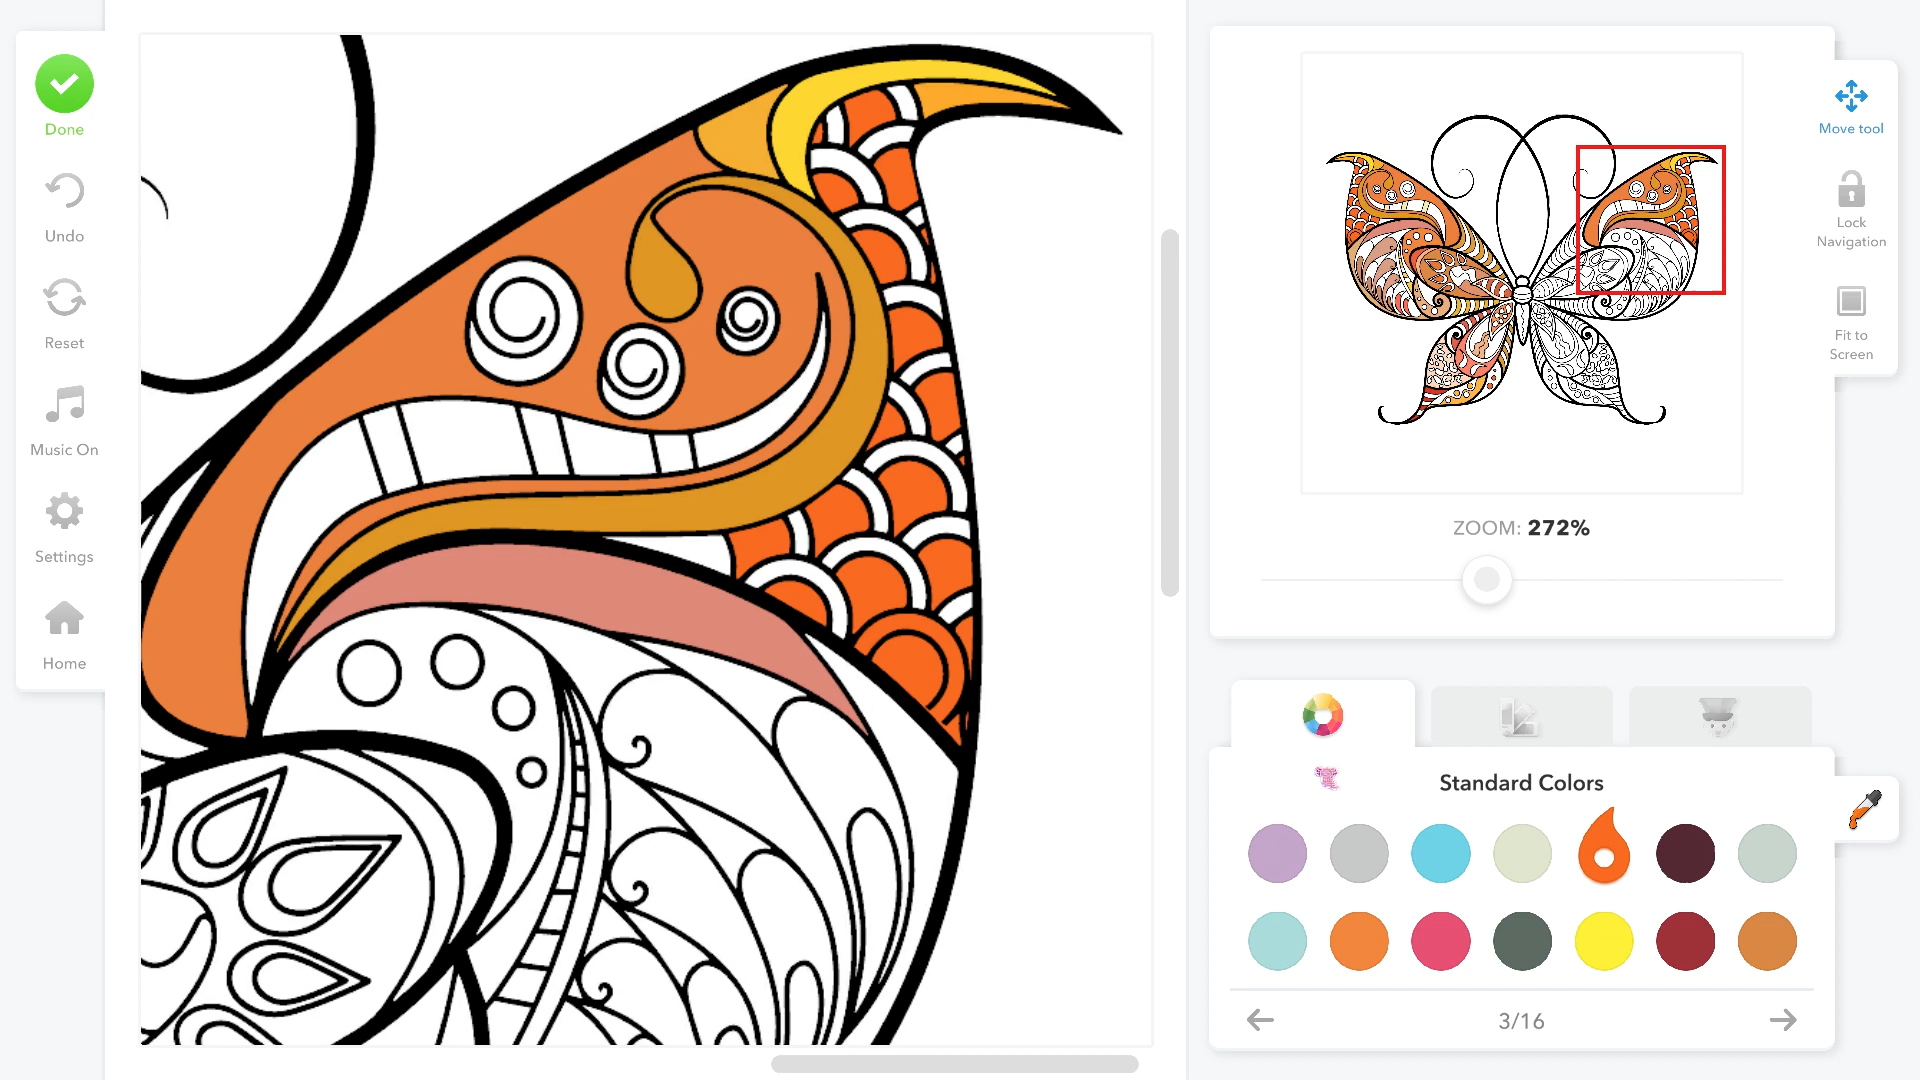 Done
Undo
Reset
Music On
Settings
Home
Move tool
Lock
Navigation
Fit to
Screen
ZOOM: 272%
Standard Colors
3/16